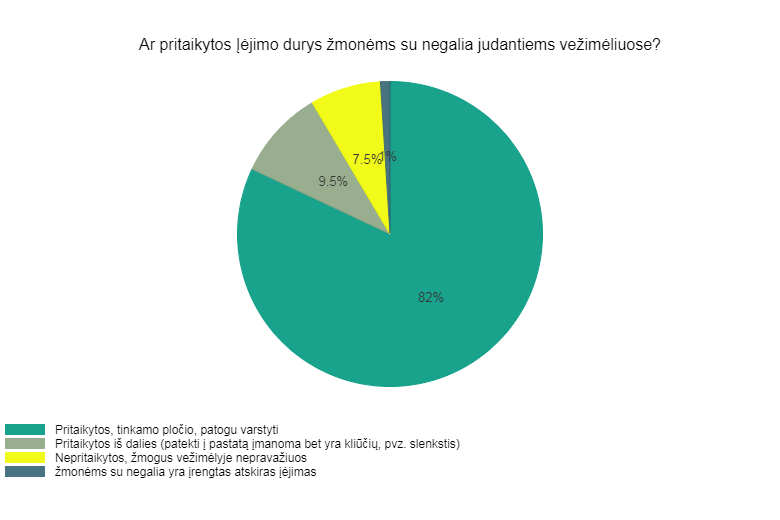 Ar pritaikytos Įėjimo durys žmonėms su negalia judantiems vežimėliuose?
1%
7.5%
9.5%
82%
Pritaikytos, tinkamo pločio, patogu varstyti
Pritaikytos iš dalies (patekti į pastatą įmanoma bet yra kliūčių, pvz. slenkstis)
Nepritaikytos, žmogus vežimėlyje nepravažiuos
žmonėms su negalia yra įrengtas atskiras įėjimas